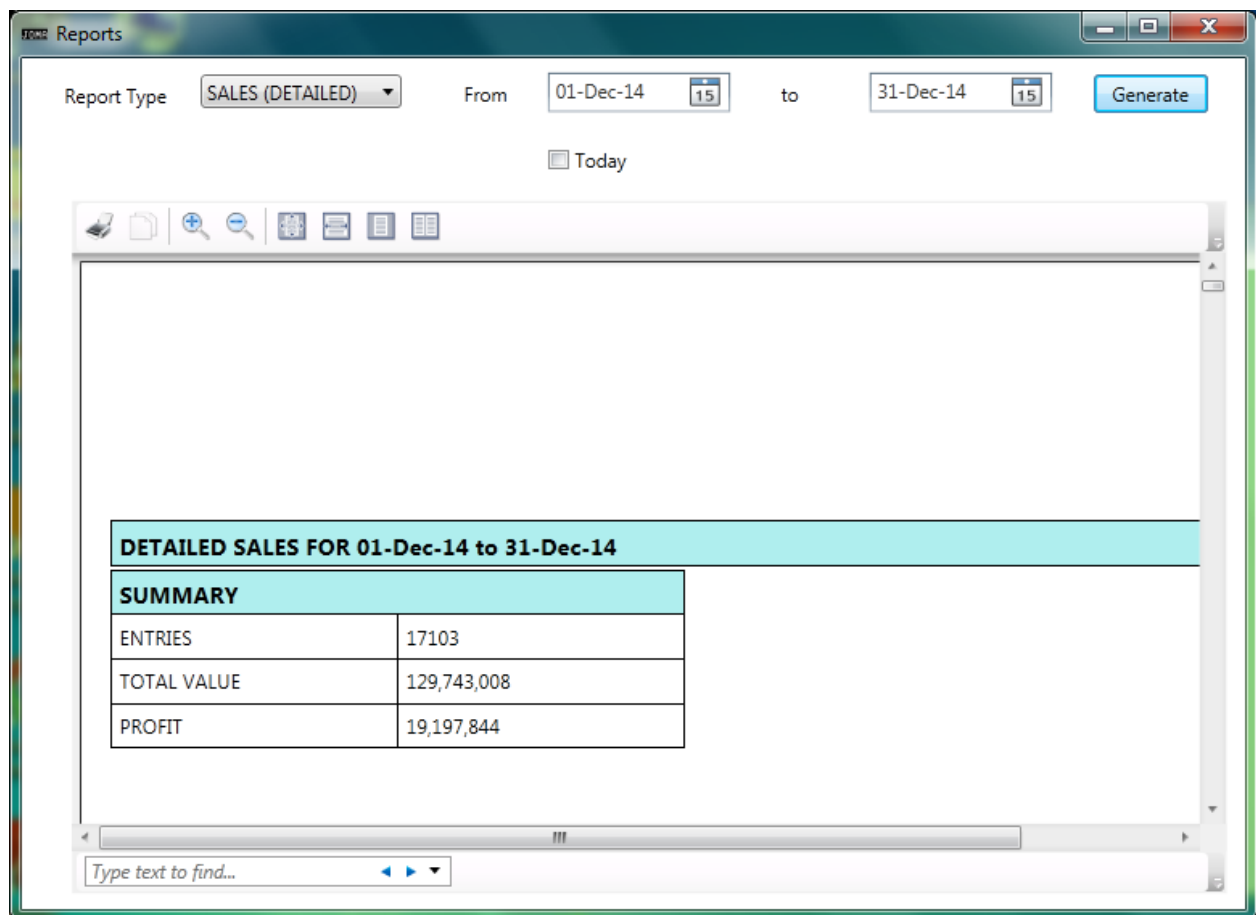 Reports
Report Type SALES (DETAILED) From 01-Dec-14 15 to 31-Dec-14 15 Generate
Today
DETAILED SALES FOR 01-Dec-14 to 31-Dec-14
SUMMARY
ENTRIES 17103
TOTAL VALUE 129,743,008
PROFIT 19,197,844
Type text to find...